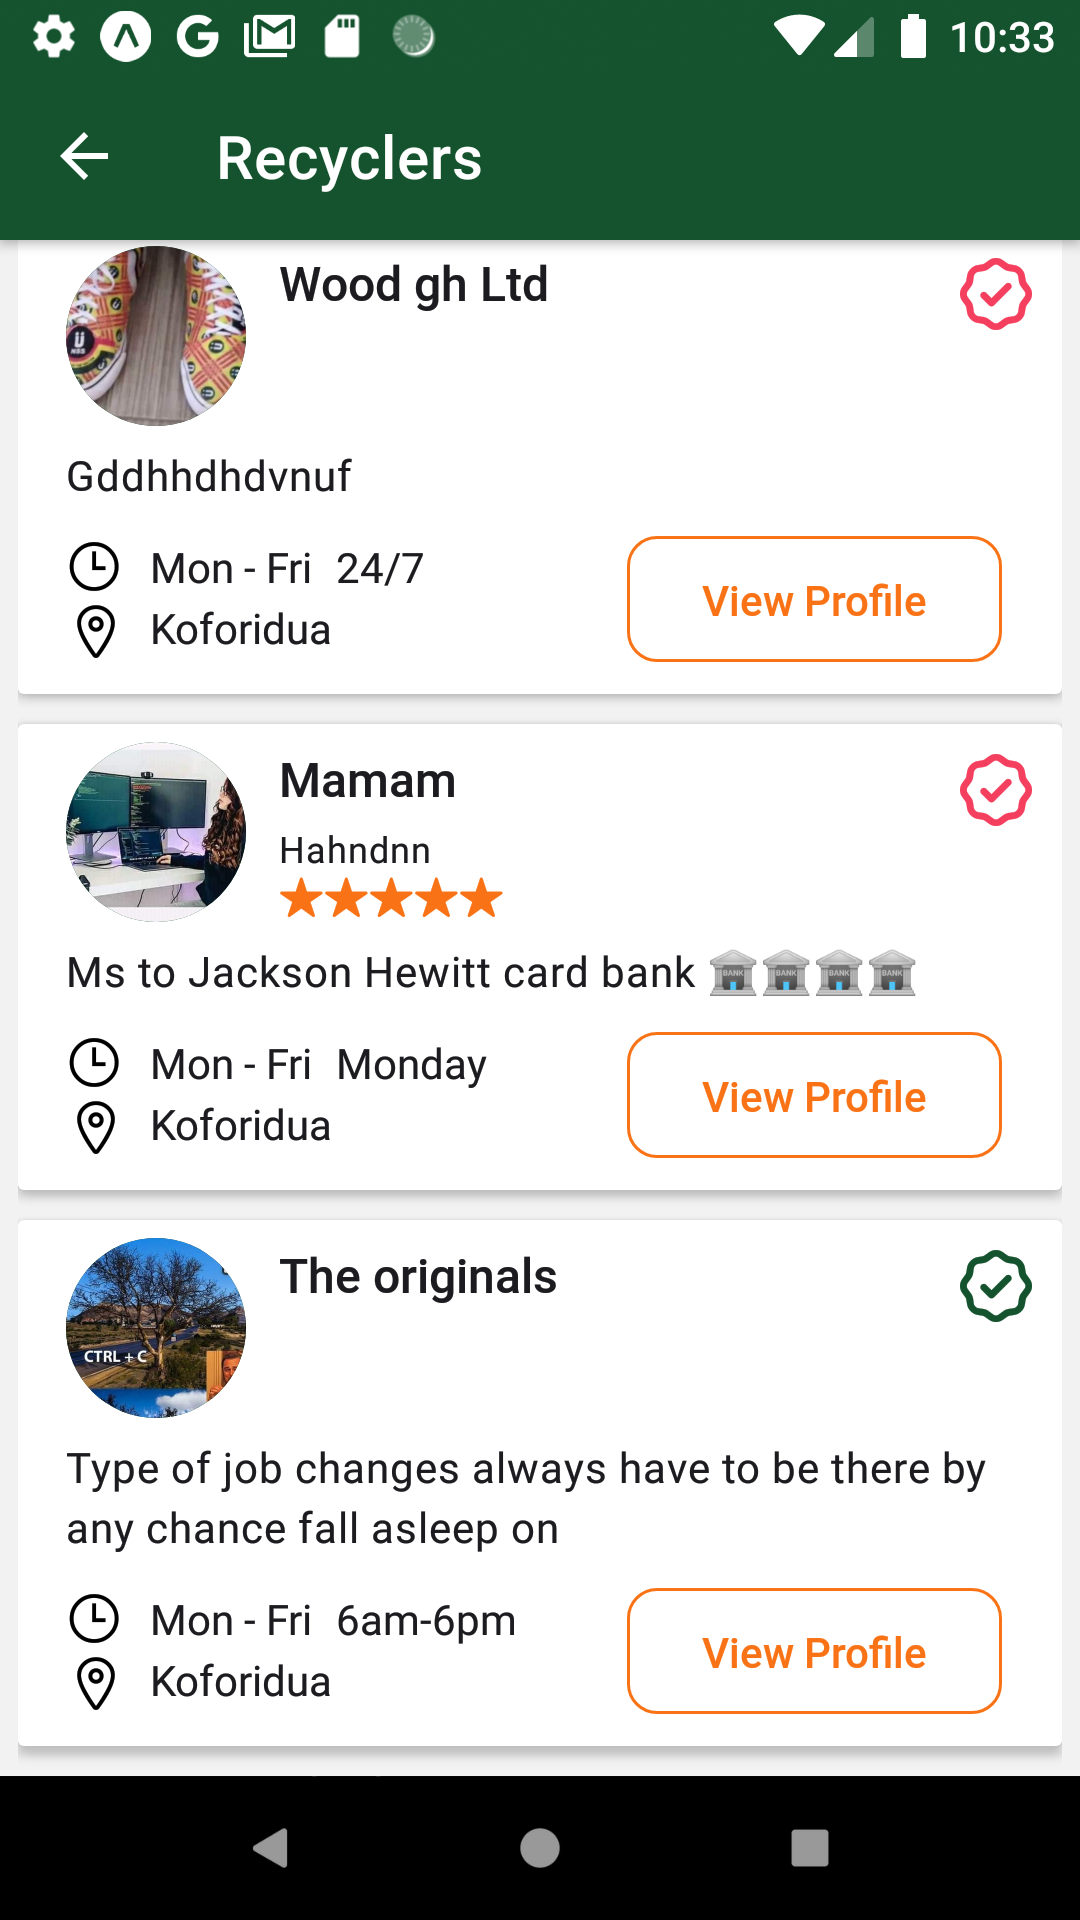 10:33
Recyclers
Wood gh Ltd
Gddhhdhdvnuf
Mon - Fri 24/7
View Profile
Koforidua
Mamam
Hahndnn
Ms to Jackson Hewitt card bank 🏦🏦🏦🏦
Mon - Fri Monday
View Profile
Koforidua
The originals
CTRL + C
Type of job changes always have to be there by
any chance fall asleep on
Mon - Fri 6am-6pm
View Profile
Koforidua